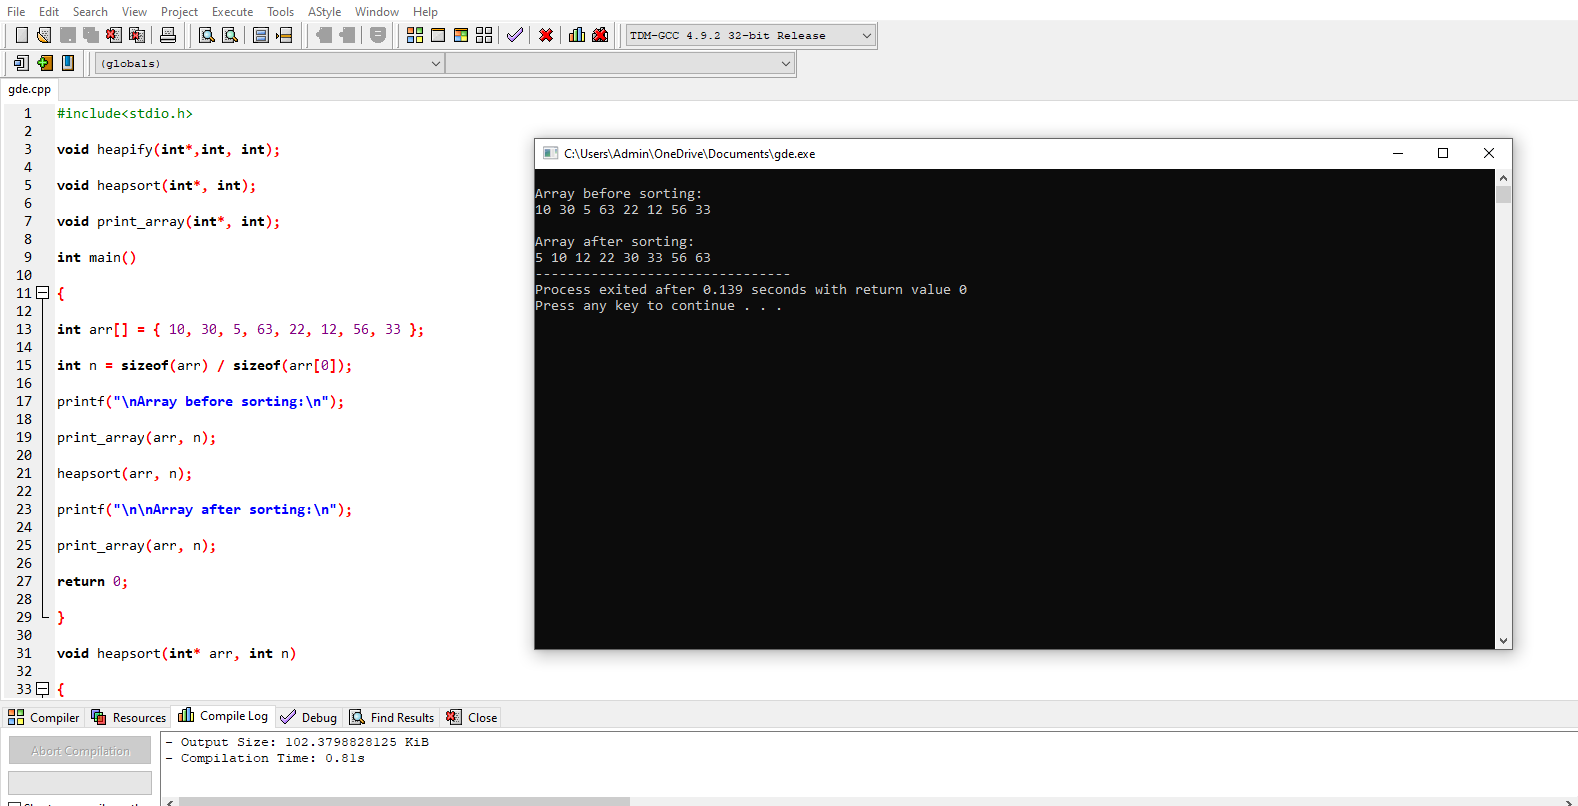 File Edit Search View Project Execute Tools AStyle Window Help
TDM-GCC 4.9.2 32-bit Release
(globals)
gde.cpp
1 #include<stdio.h>
2
3 void heapify(int*,int, int);
4
5 void heapsort(int*, int);
6
7 void print_array(int*, int);
8
9 int main()
10
11 {
12
13 int arr[] = { 10, 30, 5, 63, 22, 12, 56, 33 };
14
15 int n = sizeof(arr) / sizeof(arr[0]);
16
17 printf("\nArray before sorting:\n");
18
19 print_array(arr, n);
20
21 heapsort(arr, n);
22
23 printf("\n\nArray after sorting:\n");
24
25 print_array(arr, n);
26
27 return 0;
28
29 }
30
31 void heapsort(int* arr, int n)
32
33 {
C:\Users\Admin\OneDrive\Documents\gde.exe
Array before sorting:
10 30 5 63 22 12 56 33
Array after sorting:
5 10 12 22 30 33 56 63
--------------------------------
Process exited after 0.139 seconds with return value 0
Press any key to continue . . .
Compiler Resources Compile Log Debug Find Results Close
Abort Compilation
- Output Size: 102.3798828125 KiB
- Compilation Time: 0.81s